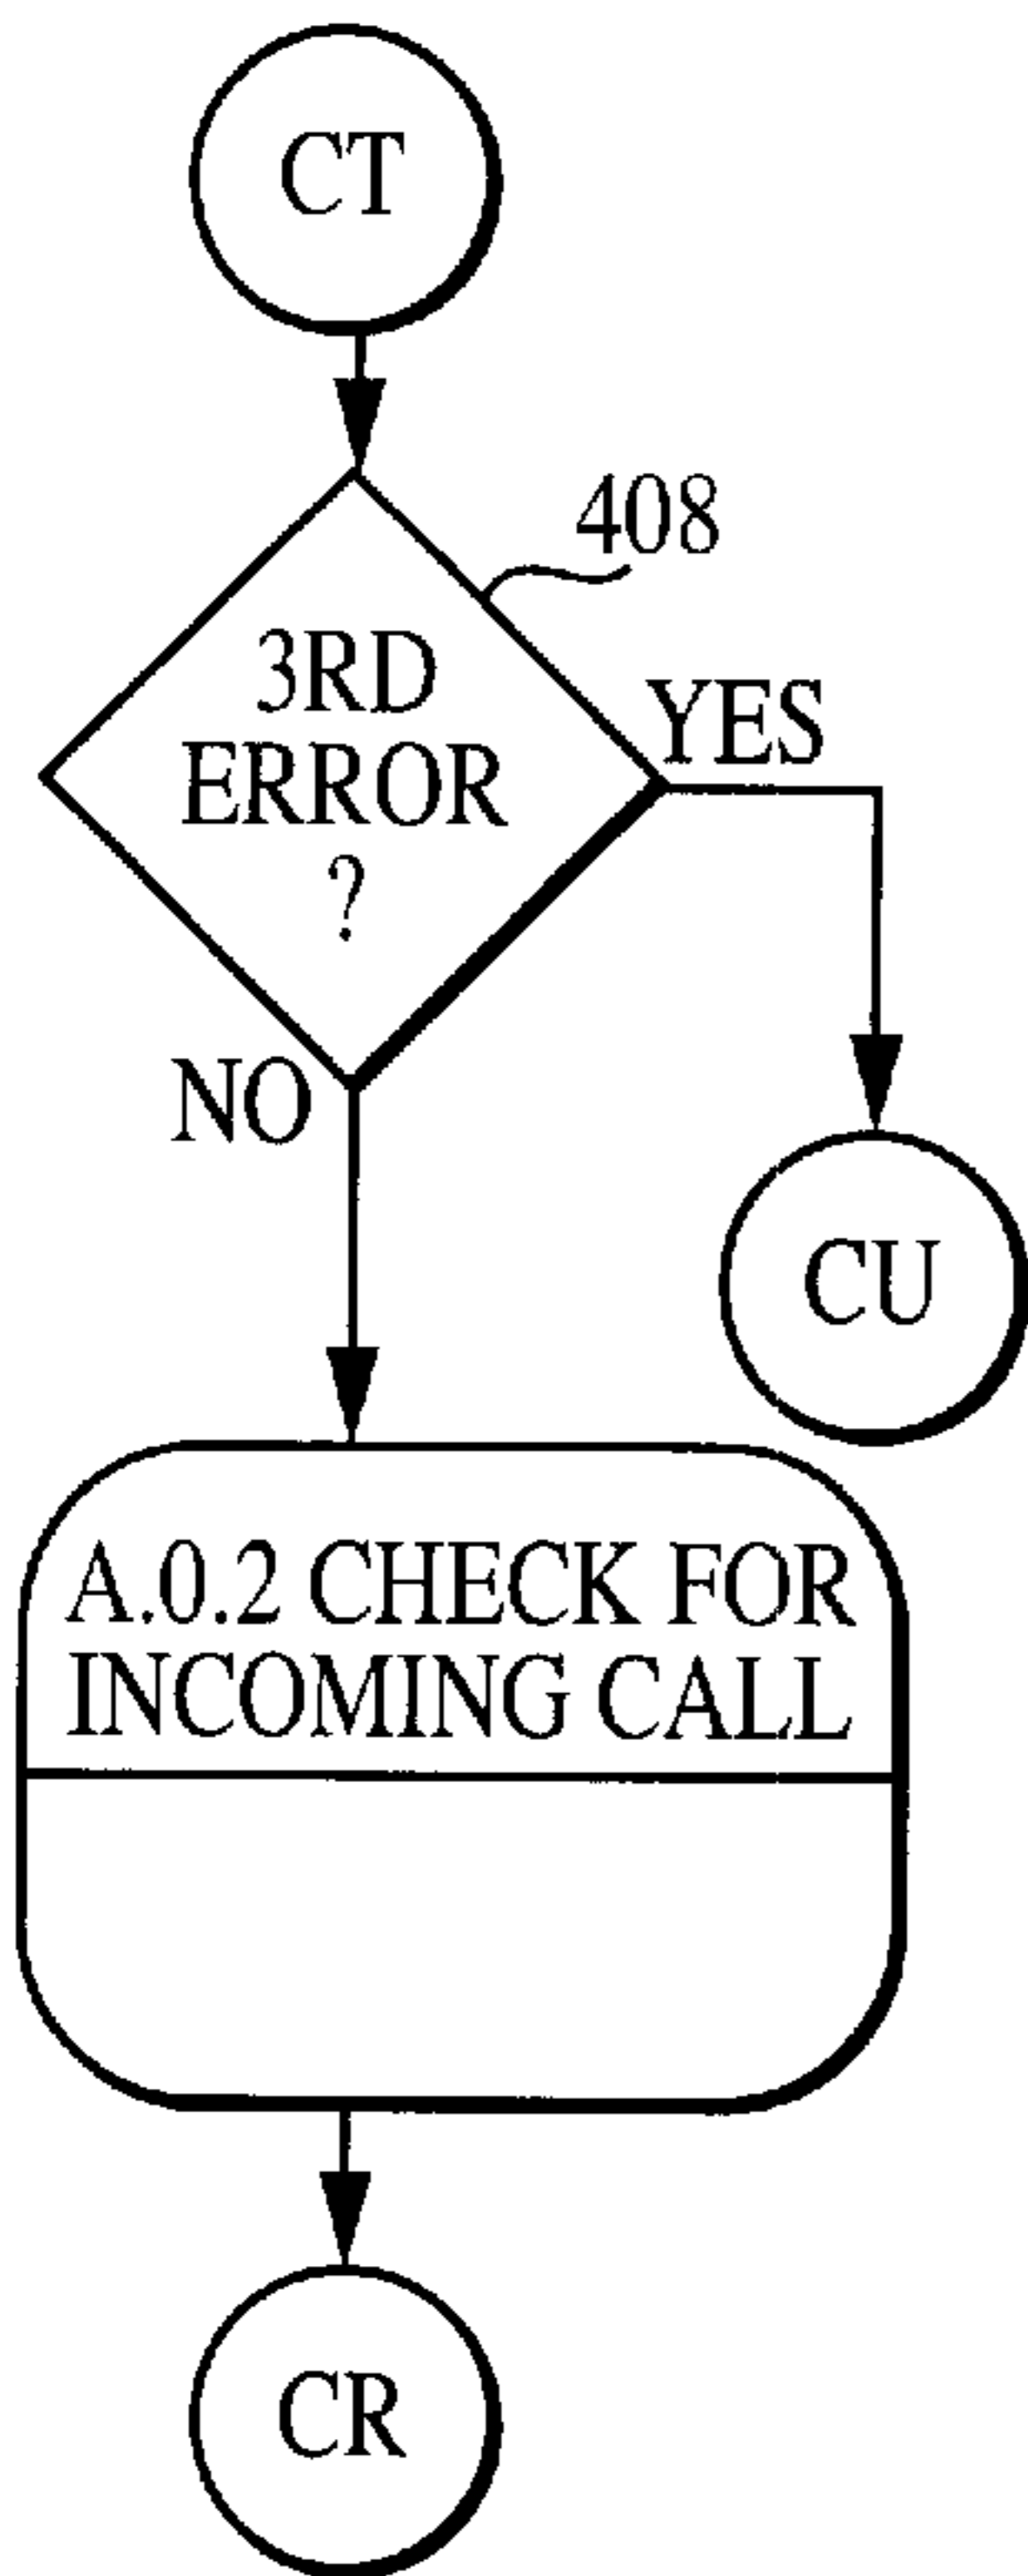 CT
408
3RD
ERROR
?
YES
NO
CU
A.0.2 CHECK FOR
INCOMING CALL
CR